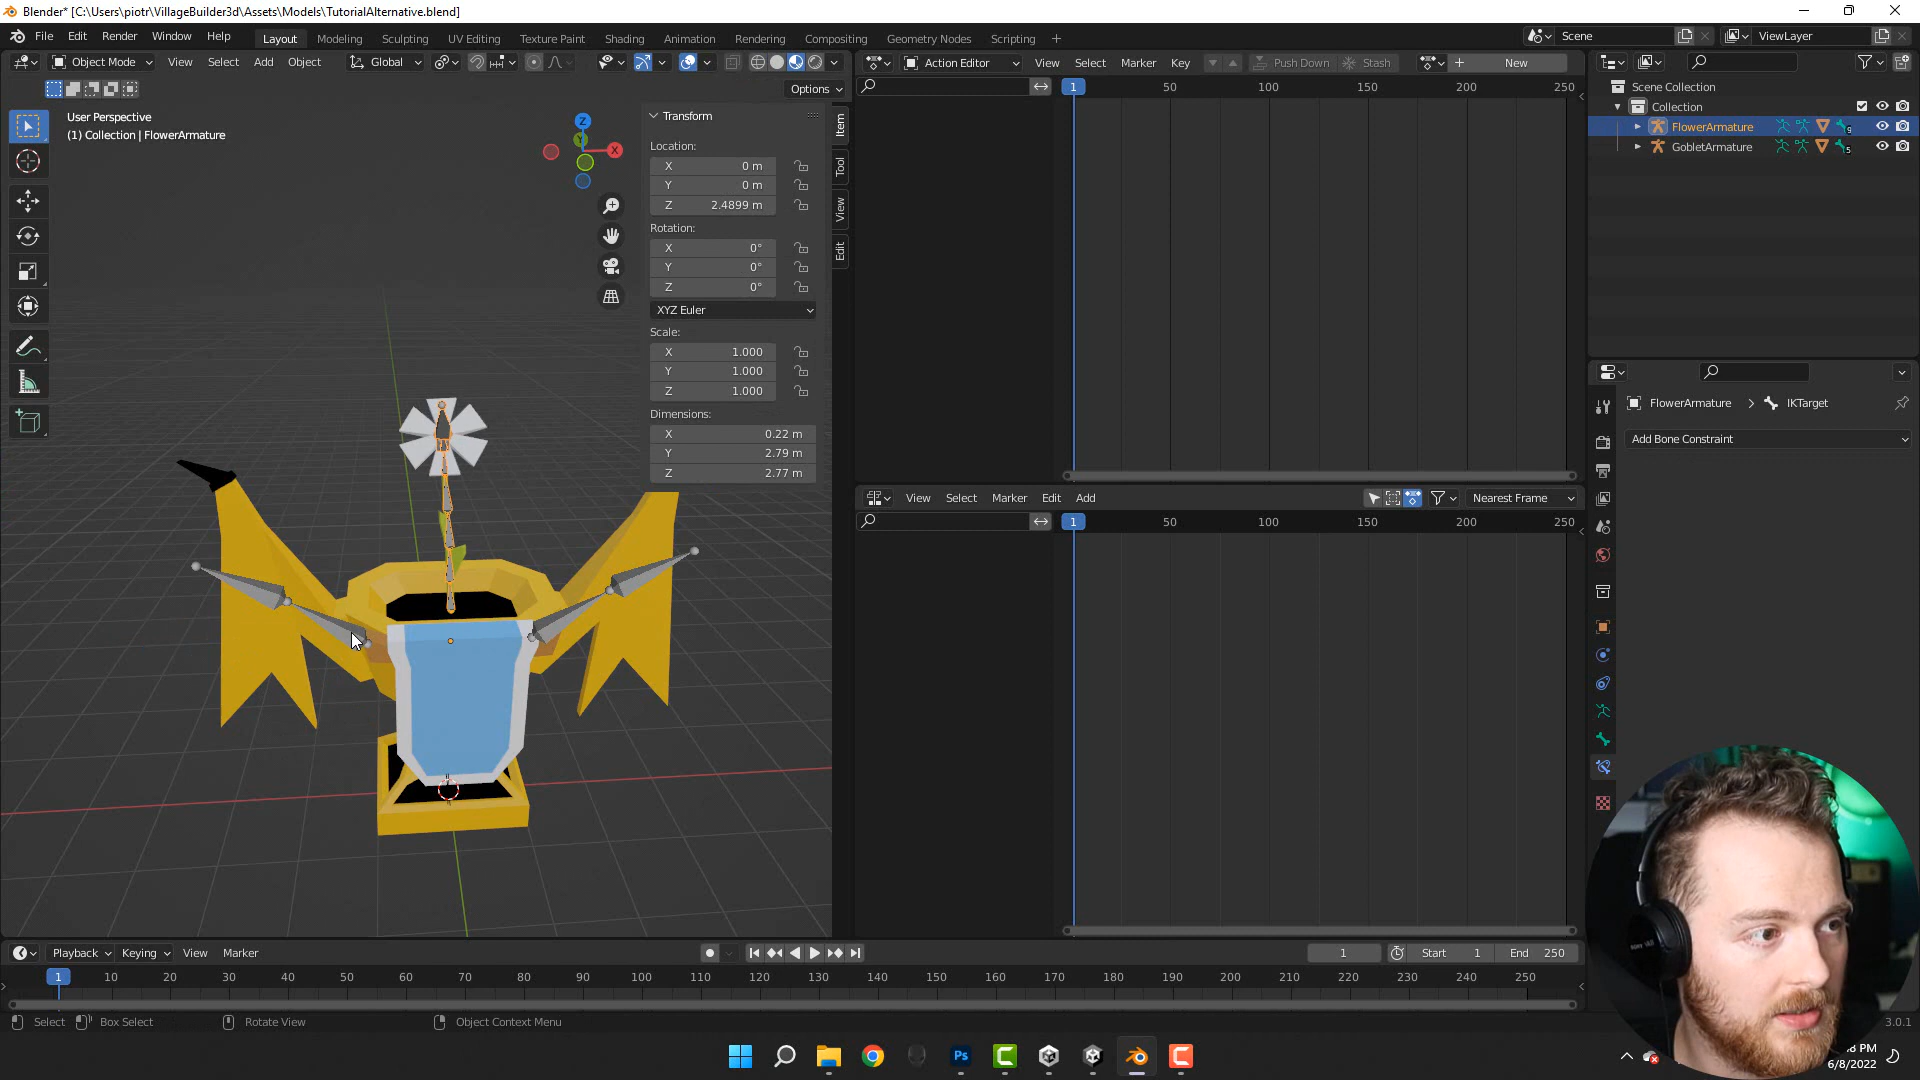 Blender* [C:\Users\piotr\VillageBuilder3d\Assets\Models\TutorialAlternative.blend]
File Edit Render Window Help Layout Modeling Sculpting UV Editing Texture Paint Shading Animation Rendering Compositing Geometry Nodes Scripting + Scene ViewLayer
Object Mode View Select Add Object Global Action Editor View Select Marker Key Push Down Stash New
Options
1 50 100 150 200 250
Scene Collection
Collection
FlowerArmature 9
GobletArmature 5
User Perspective
(1) Collection | FlowerArmature
Z
Y
X
Item
Tool
View
Edit
Transform
Location:
X 0 m
Y 0 m
Z 2.4899 m
Rotation:
X 0°
Y 0°
Z 0°
XYZ Euler
Scale:
X 1.000
Y 1.000
Z 1.000
Dimensions:
X 0.22 m
Y 2.79 m
Z 2.77 m
FlowerArmature > IKTarget
Add Bone Constraint
View Select Marker Edit Add Nearest Frame
1 50 100 150 200 250
Playback Keying View Marker 1 Start 1 End 250
1 10 20 30 40 50 60 70 80 90 100 110 120 130 140 150 160 170 180 190 200 210 220 230 240 250
Select Box Select Rotate View Object Context Menu 3.0.1
Ps
C
C
PM
6/8/2022